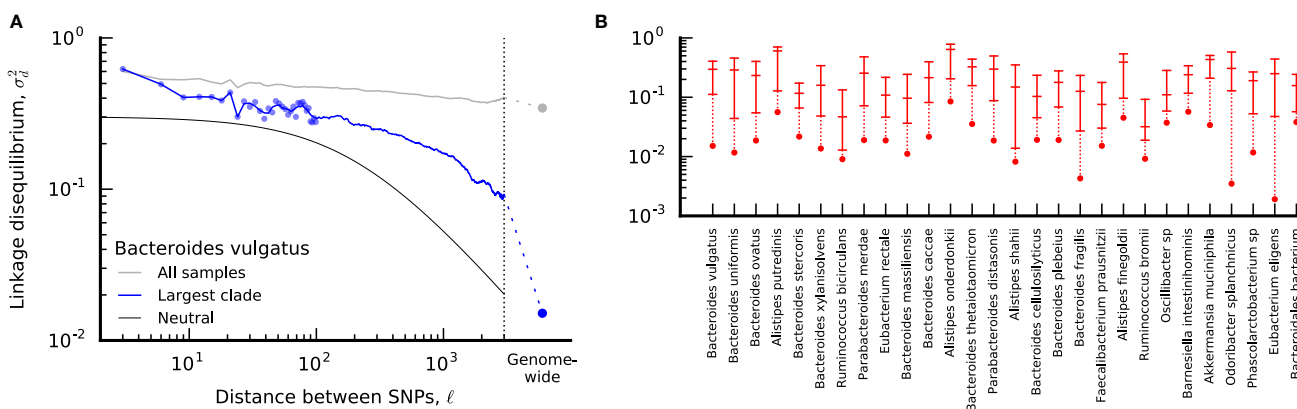 A
Linkage disequilibrium, σ_d^2
10^0
10^-1
10^-2
Bacteroides vulgatus
All samples
Largest clade
Neutral
10^1
10^2
10^3
Genome-
wide
Distance between SNPs, ℓ
B
10^0
10^-1
10^-2
10^-3
Bacteroides vulgatus
Bacteroides uniformis
Bacteroides ovatus
Alistipes putredinis
Bacteroides stercoris
Bacteroides xylanisolvens
Ruminococcus bicirculans
Parabacteroides merdae
Eubacterium rectale
Bacteroides massiliensis
Bacteroides caccae
Alistipes onderdonkii
Bacteroides thetaiotaomicron
Parabacteroides distasonis
Alistipes shahii
Bacteroides cellulosilyticus
Bacteroides plebeius
Bacteroides fragilis
Faecalibacterium prausnitzii
Alistipes finegoldii
Ruminococcus bromii
Oscillibacter sp
Barnesiella intestinihominis
Akkermansia muciniphila
Odoribacter splanchnicus
Phascolarctobacterium sp
Eubacterium eligens
Bacteroidales bacterium